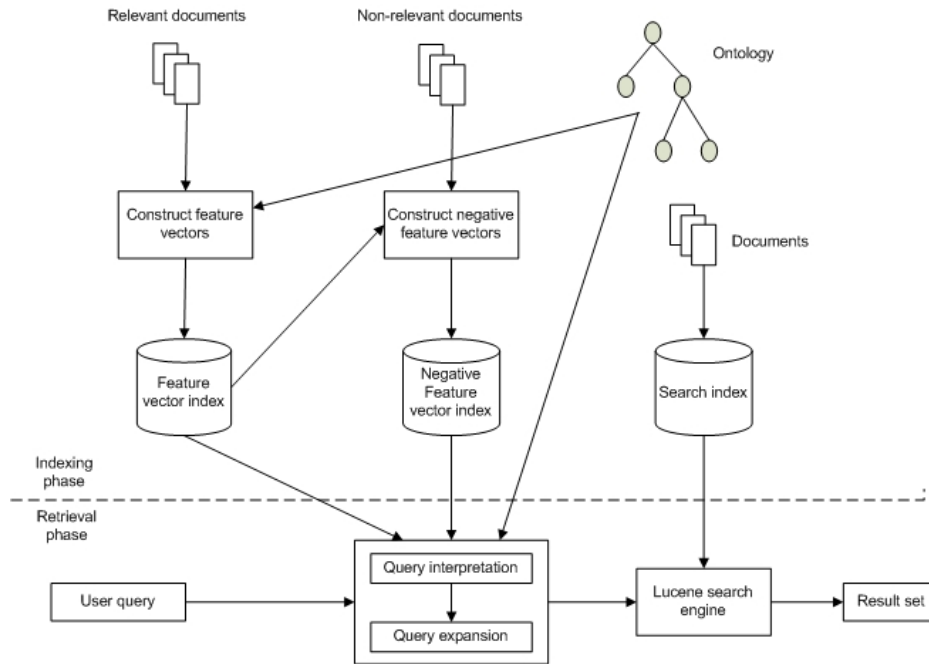 Relevant documents
Non-relevant documents
Ontology
Construct feature
vectors
Construct negative
feature vectors
Documents
Feature
vector index
Negative
Feature
vector index
Search index
Indexing
phase
Retrieval
phase
User query
Query interpretation
Query expansion
Lucene search
engine
Result set